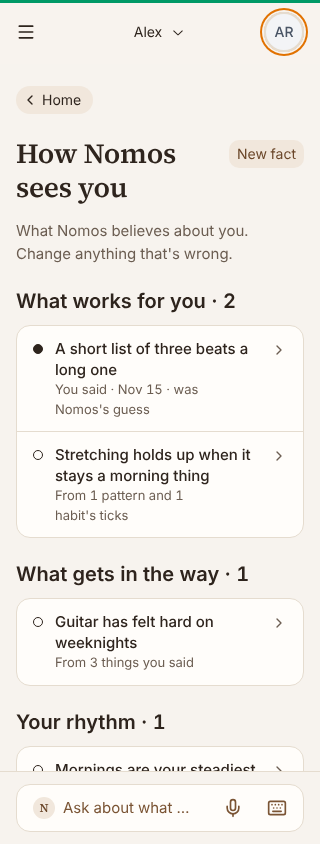 Alex
AR
Home
How Nomos
sees you
New fact
What Nomos believes about you.
Change anything that's wrong.
What works for you · 2
A short list of three beats a
long one
You said · Nov 15 · was
Nomos's guess
Stretching holds up when it
stays a morning thing
From 1 pattern and 1
habit's ticks
What gets in the way · 1
Guitar has felt hard on
weeknights
From 3 things you said
Your rhythm · 1
Mornings are your steadiest
N
Ask about what ...